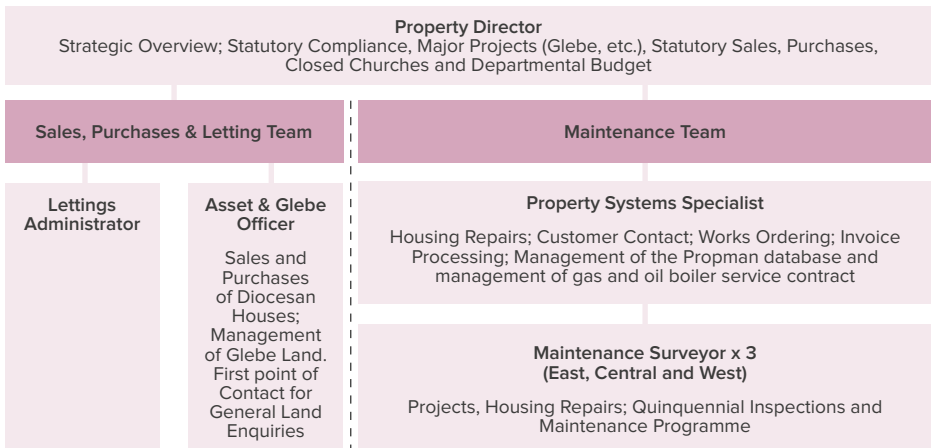 Property Director
Strategic Overview; Statutory Compliance, Major Projects (Glebe, etc.), Statutory Sales, Purchases,
Closed Churches and Departmental Budget
Sales, Purchases & Letting Team
Lettings
Administrator
Asset & Glebe
Officer
Sales and
Purchases
of Diocesan
Houses;
Management
of Glebe Land.
First point of
Contact for
General Land
Enquiries
Maintenance Team
Property Systems Specialist
Housing Repairs; Customer Contact; Works Ordering; Invoice
Processing; Management of the Propman database and
management of gas and oil boiler service contract
Maintenance Surveyor x 3
(East, Central and West)
Projects, Housing Repairs; Quinquennial Inspections and
Maintenance Programme